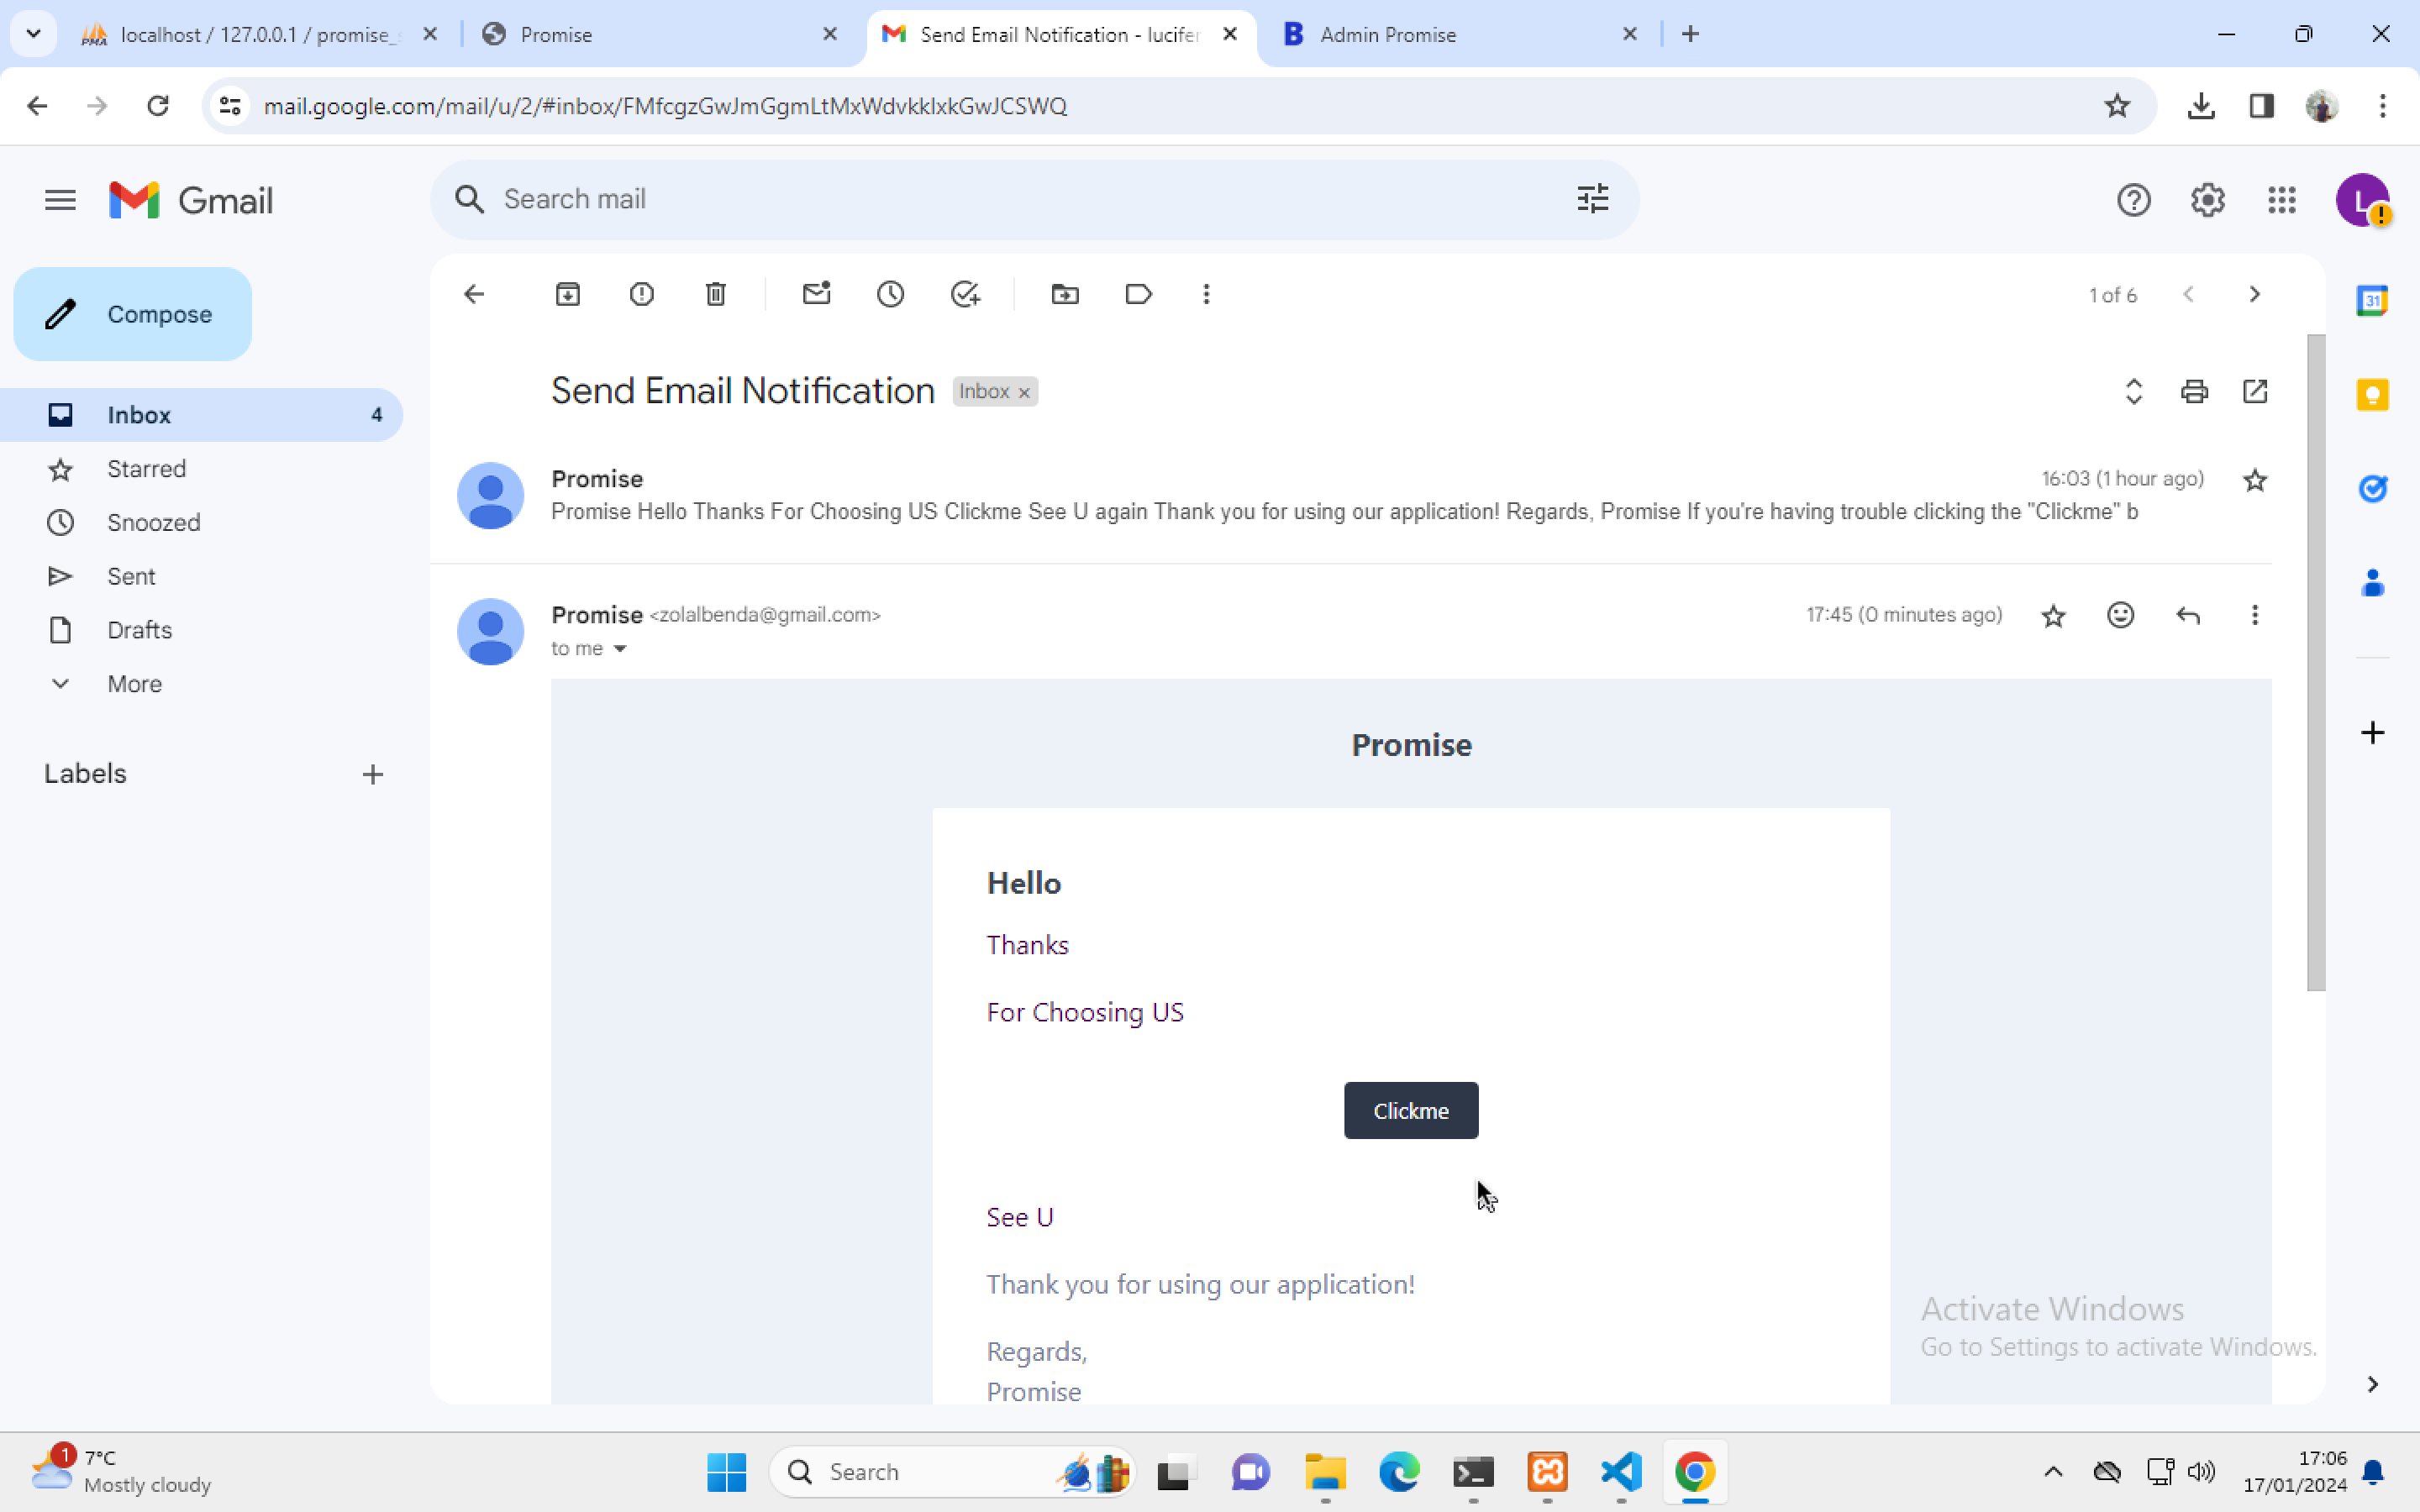 localhost / 127.0.0.1 / promise_s
Promise
Send Email Notification - lucifer
Admin Promise
mail.google.com/mail/u/2/#inbox/FMfcgzGwJmGgmLtMxWdvkklxkGwJCSWQ
Gmail
Search mail
L
Compose
1 of 6
31
Send Email Notification
Inbox ×
Inbox 4
Starred
Snoozed
Sent
Drafts
More
Labels
Promise
16:03 (1 hour ago)
Promise Hello Thanks For Choosing US Clickme See U again Thank you for using our application! Regards, Promise If you're having trouble clicking the "Clickme" b
Promise <zolalbenda@gmail.com>
17:45 (0 minutes ago)
to me
Promise
Hello
Thanks
For Choosing US
Clickme
See U
Thank you for using our application!
Regards,
Promise
Activate Windows
Go to Settings to activate Windows.
1
7°C
Mostly cloudy
Search
17:06
17/01/2024